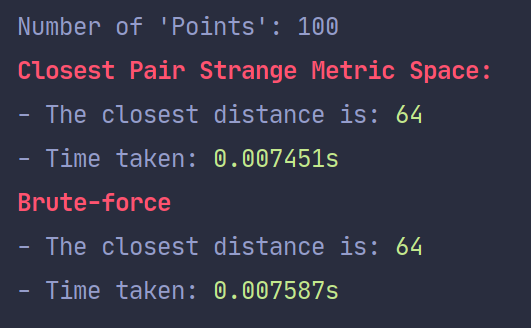 Number of 'Points': 100
Closest Pair Strange Metric Space:
- The closest distance is: 64
- Time taken: 0.007451s
Brute-force
- The closest distance is: 64
- Time taken: 0.007587s